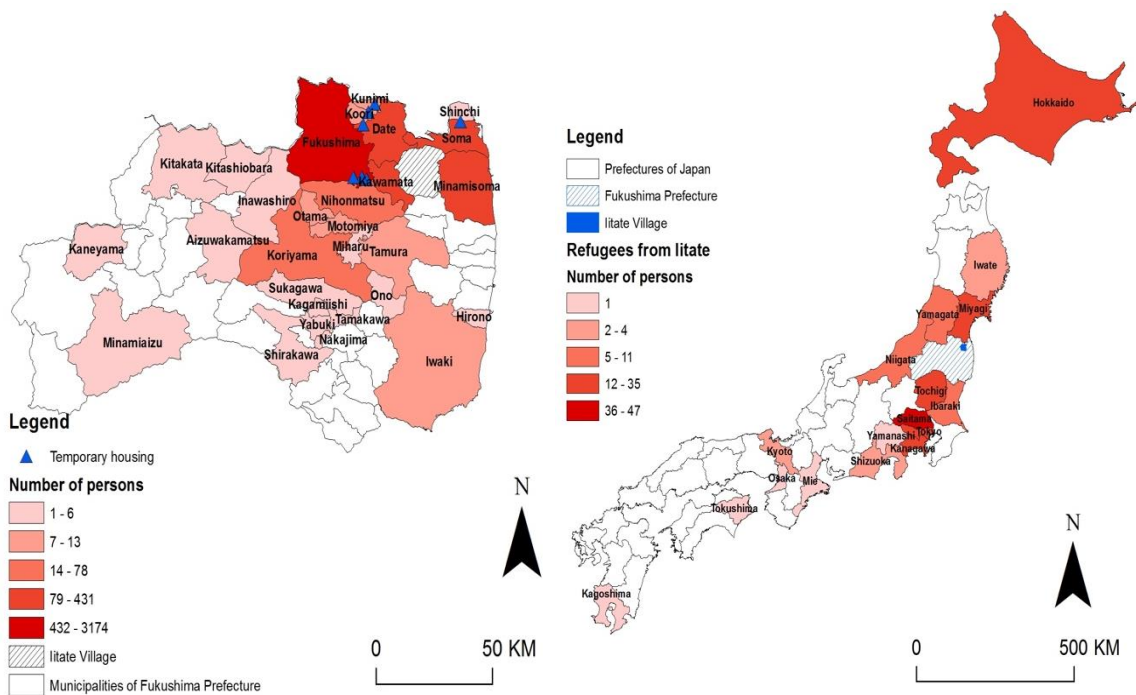 Kunimi
Koori
Date
Shinchi
Soma
Fukushima
Kitakata
Kitashiobara
Kawamata
Minamisoma
Inawashiro
Nihonmatsu
Otama
Motomiya
Aizuwakamatsu
Kaneyama
Miharu
Tamura
Koriyama
Sukagawa
Ono
Kagamiishi
Tamakawa
Hirono
Yabuki
Nakajima
Minamiaizu
Shirakawa
Iwaki
Legend
Temporary housing
Number of persons
1 - 6
7 - 13
14 - 78
79 - 431
432 - 3174
Iitate Village
Municipalities of Fukushima Prefecture
N
0 50 KM
Legend
Prefectures of Japan
Fukushima Prefecture
Iitate Village
Refugees from Iitate
Number of persons
1
2 - 4
5 - 11
12 - 35
36 - 47
Hokkaido
Iwate
Yamagata
Miyagi
Niigata
Tochigi
Ibaraki
Saitama
Tokyo
Yamanashi
Kanagawa
Shizuoka
Kyoto
Osaka
Mie
Tokushima
Kagoshima
N
0 500 KM